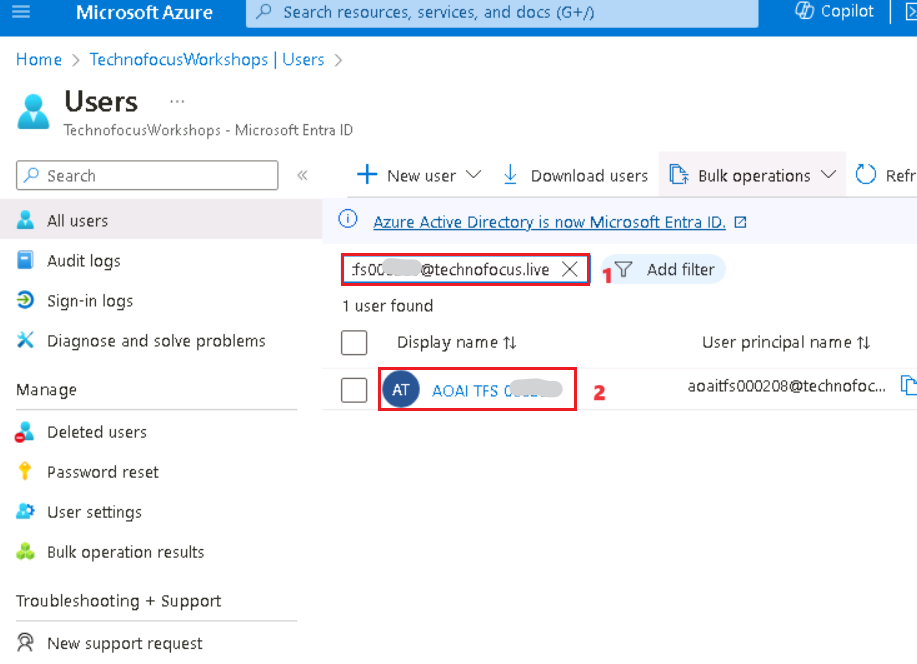 Microsoft Azure
Search resources, services, and docs (G+/)
Copilot
Home > TechnofocusWorkshops | Users >
Users ...
TechnofocusWorkshops - Microsoft Entra ID
Search «
New user
Download users
Bulk operations
Refr
All users
Azure Active Directory is now Microsoft Entra ID.
Audit logs
@technofocus.live
1
Add filter
Sign-in logs
1 user found
Diagnose and solve problems
Display name
User principal name
Manage
AT
AOAI TFS
2
aoaitfs000208@technofoc...
Deleted users
Password reset
User settings
Bulk operation results
Troubleshooting + Support
New support request